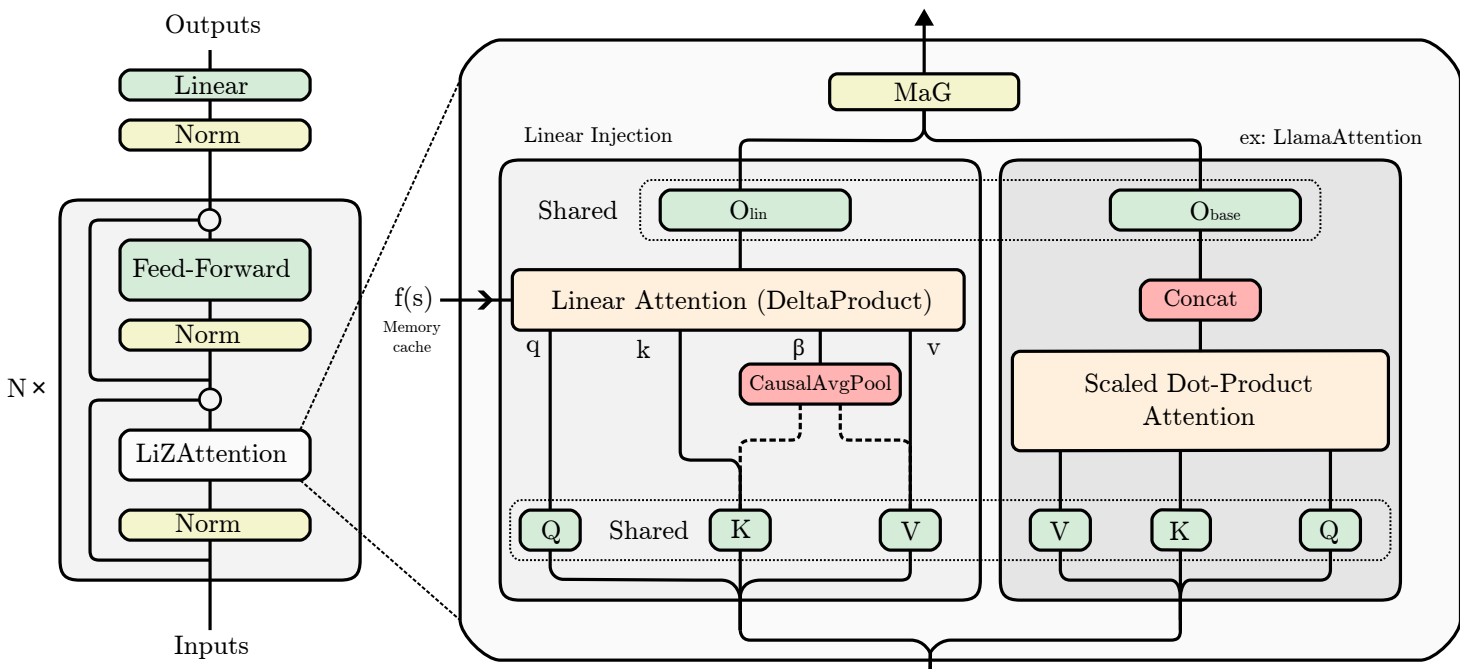 Outputs
Linear
Norm
Feed-Forward
Norm
N×
LiZAttention
Norm
Inputs
MaG
Linear Injection
ex: LlamaAttention
Shared
Olin
Obase
f(s)
Memory
cache
Linear Attention (DeltaProduct)
Concat
q
k
β
v
CausalAvgPool
Scaled Dot-Product
Attention
Q
Shared
K
V
V
K
Q